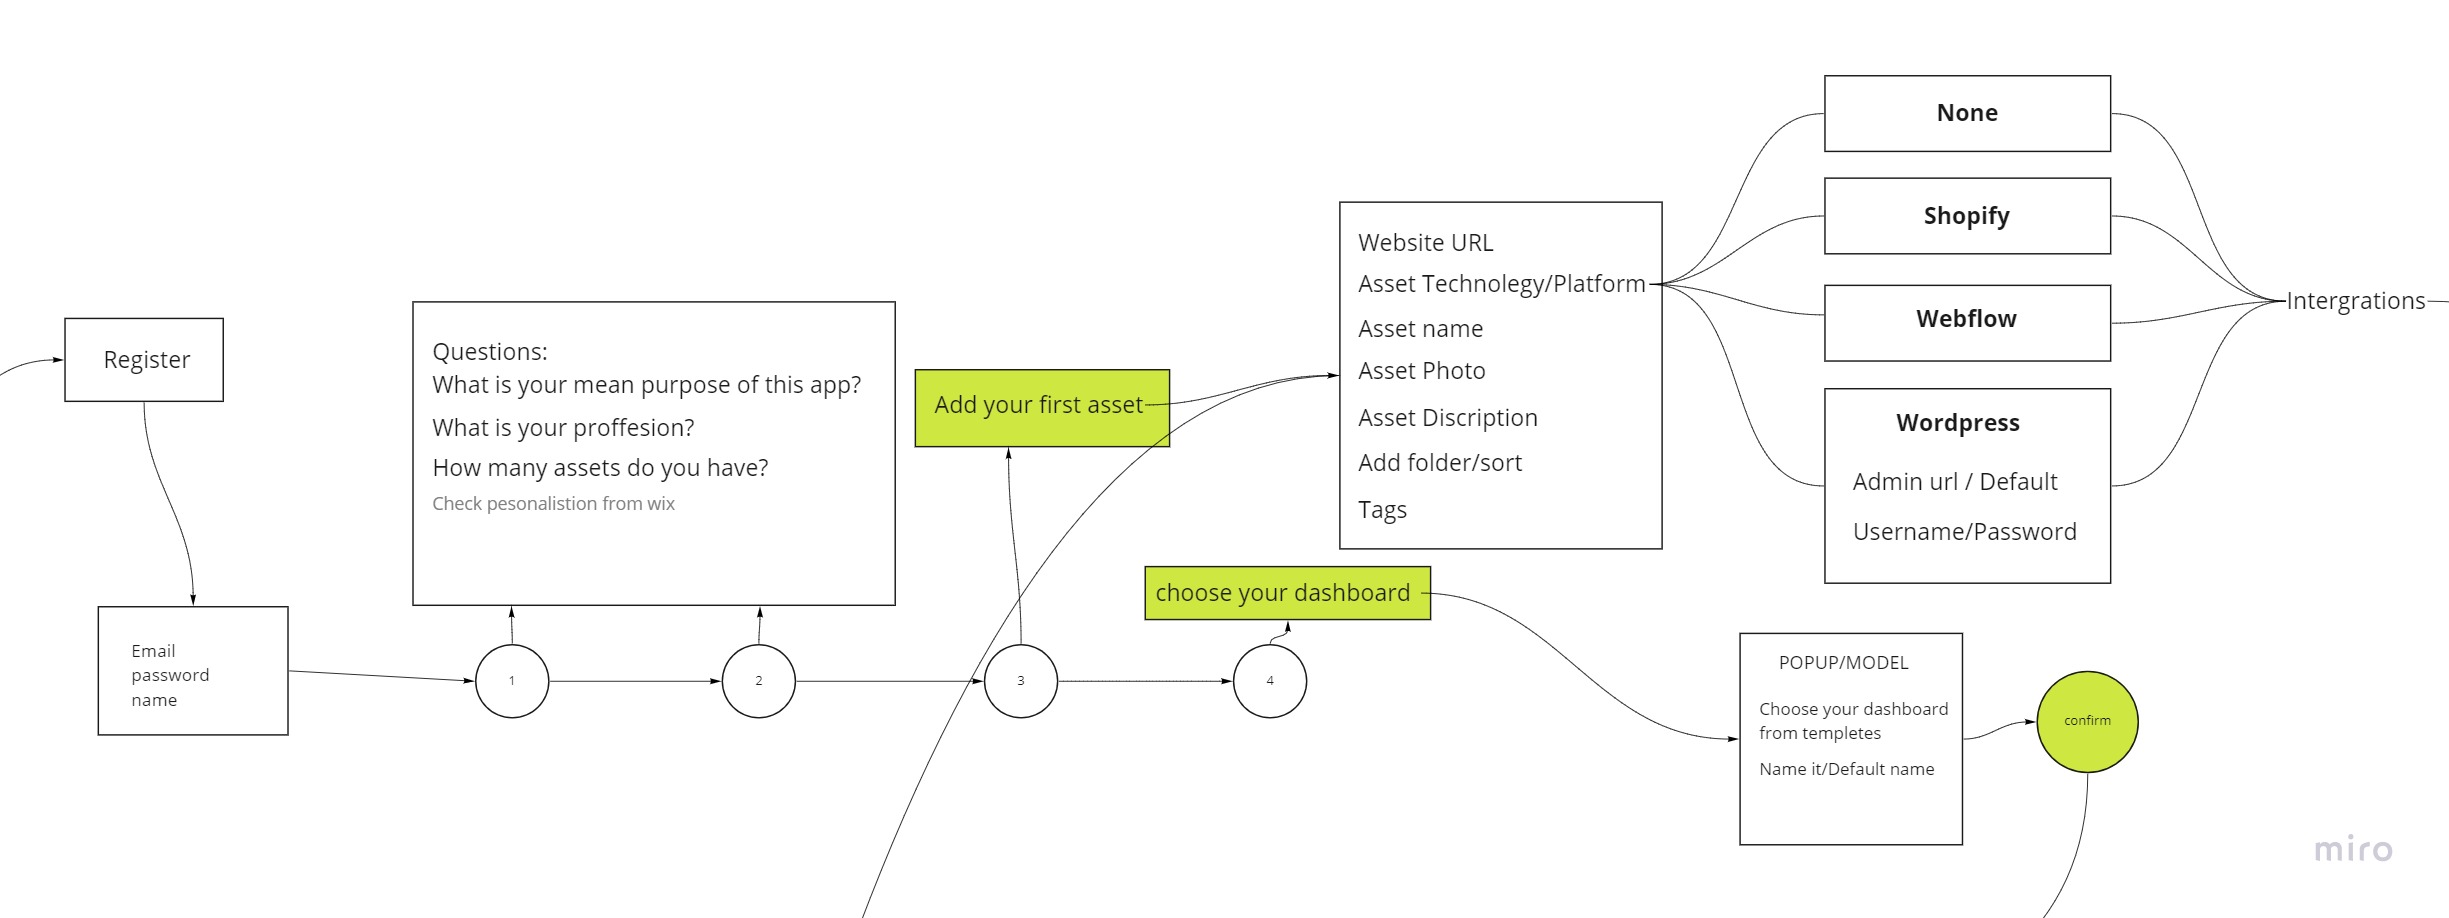 Register
Email
password
name
Questions:
What is your mean purpose of this app?
What is your proffesion?
How many assets do you have?
Check pesonalistion from wix
1
2
3
4
Add your first asset
choose your dashboard
Website URL
Asset Technolegy/Platform
Asset name
Asset Photo
Asset Discription
Add folder/sort
Tags
None
Shopify
Webflow
Wordpress
Admin url / Default
Username/Password
Intergrations
POPUP/MODEL
Choose your dashboard
from templetes
Name it/Default name
confirm
miro